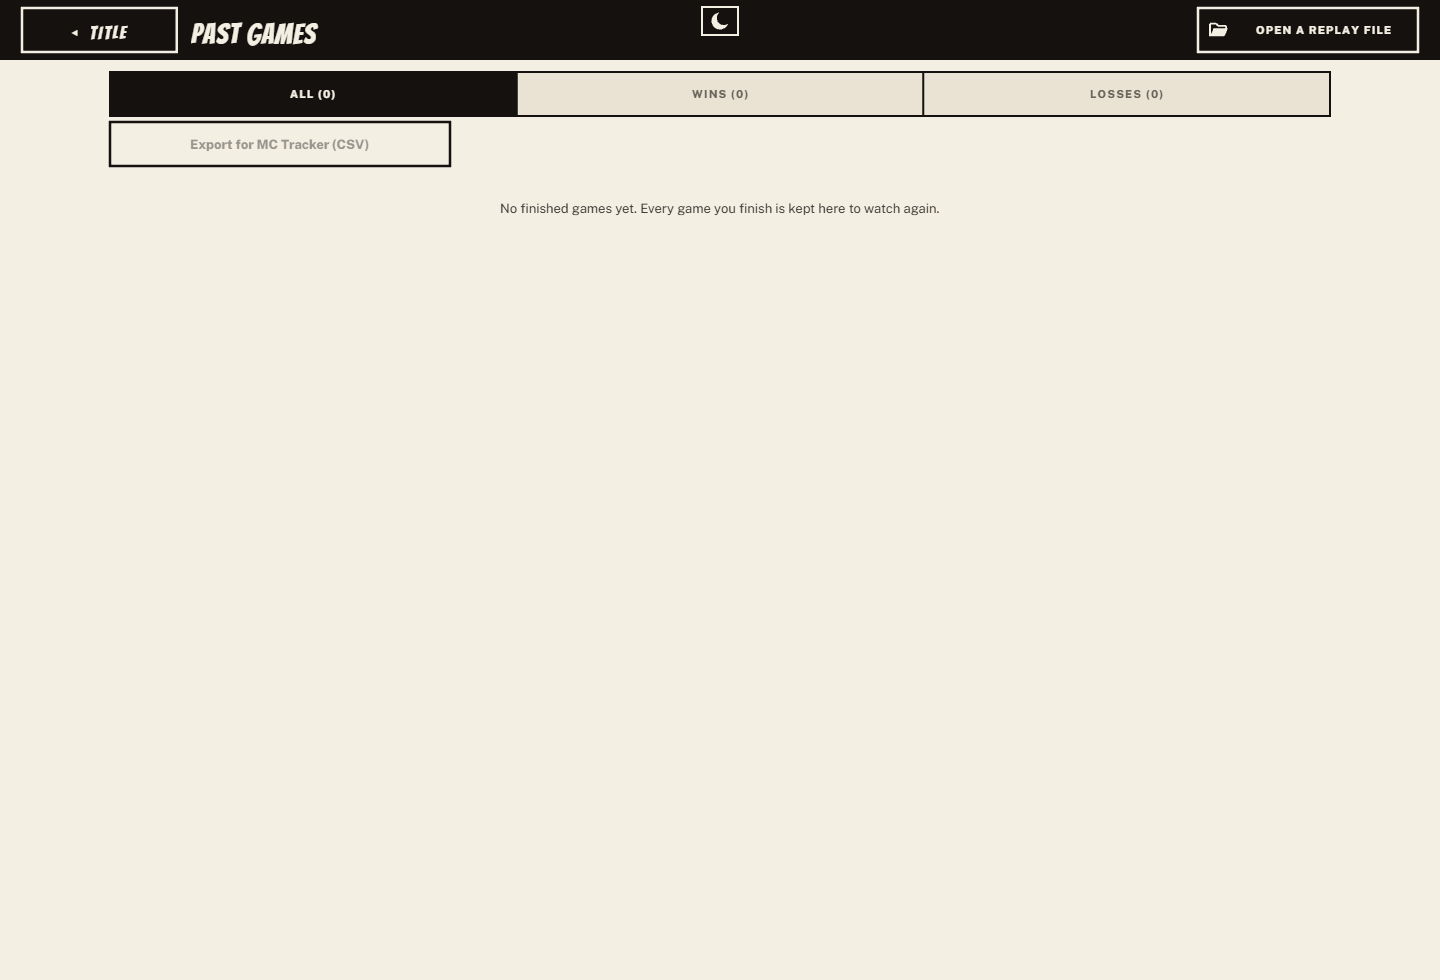 ◂ TITLE
PAST GAMES
OPEN A REPLAY FILE
ALL (0)
WINS (0)
LOSSES (0)
Export for MC Tracker (CSV)
No finished games yet. Every game you finish is kept here to watch again.